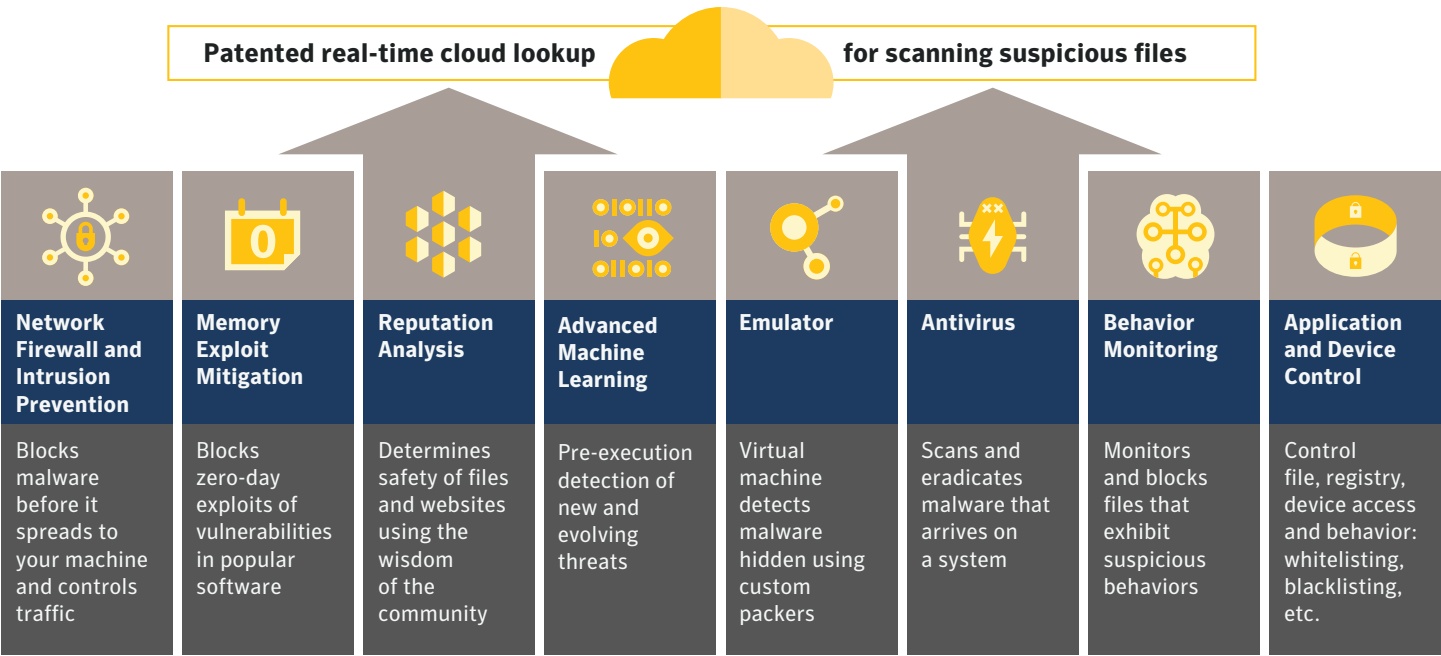 Patented real-time cloud lookup
for scanning suspicious files
0
OIOIIO
IO
OIIOIO
Network
Firewall and
Intrusion
Prevention
Blocks
malware
before it
spreads to
your machine
and controls
traffic
Memory
Exploit
Mitigation
Blocks
zero-day
exploits of
vulnerabilities
in popular
software
Reputation
Analysis
Determines
safety of files
and websites
using the
wisdom
of the
community
Advanced
Machine
Learning
Pre-execution
detection of
new and
evolving
threats
Emulator
Virtual
machine
detects
malware
hidden using
custom
packers
Antivirus
Scans and
eradicates
malware that
arrives on
a system
Behavior
Monitoring
Monitors
and blocks
files that
exhibit
suspicious
behaviors
Application
and Device
Control
Control
file, registry,
device access
and behavior:
whitelisting,
blacklisting,
etc.